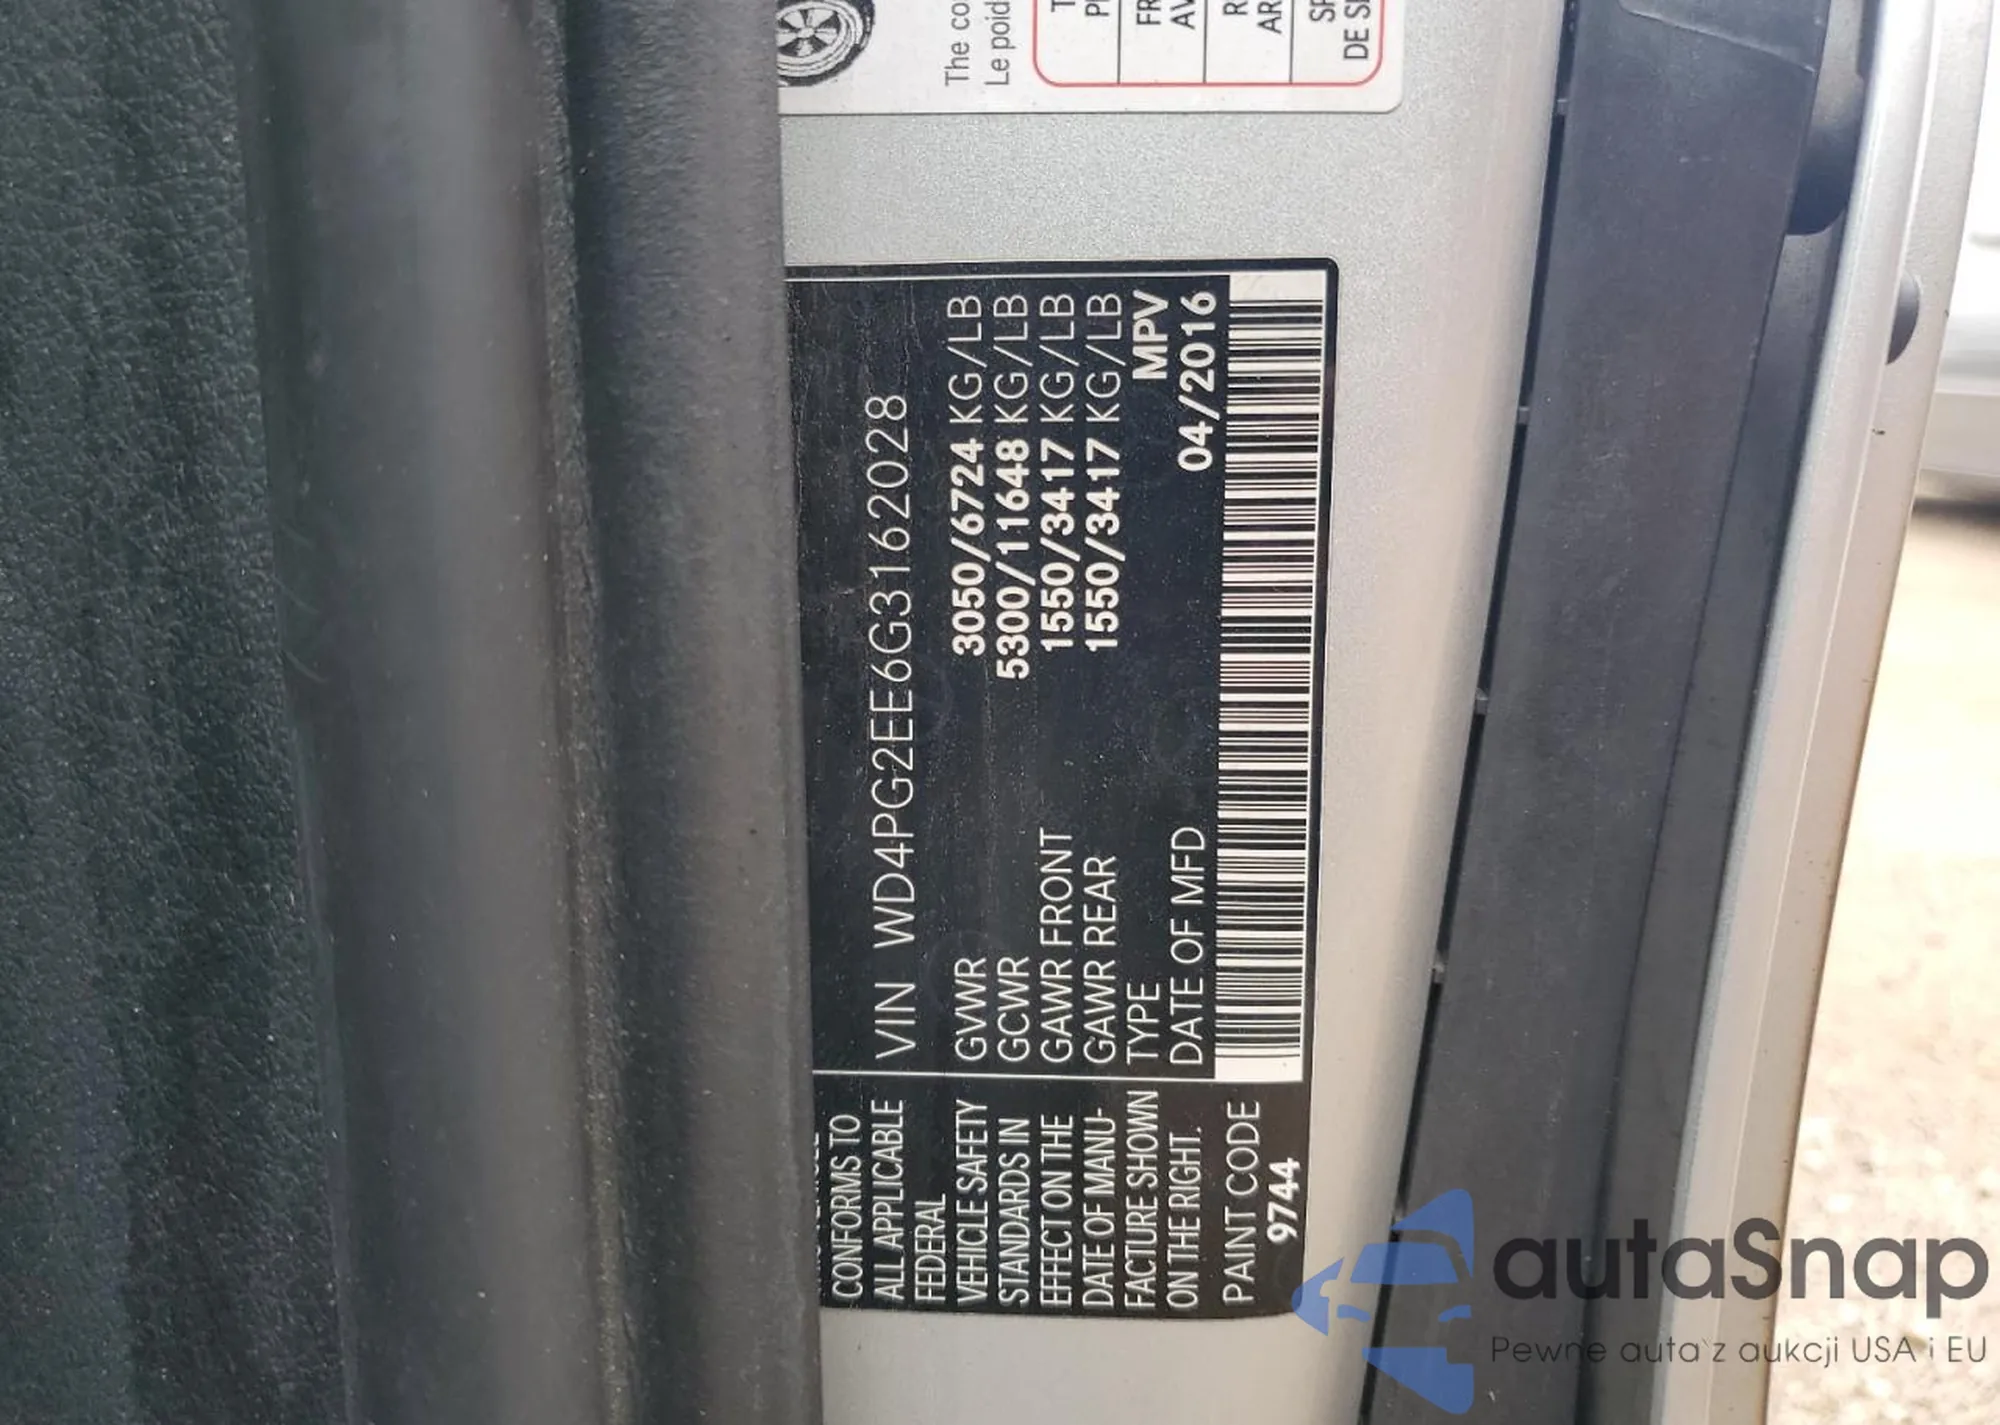 The co
Le poid
CONFORMS TO
ALL APPLICABLE
FEDERAL
VEHICLE SAFETY
STANDARDS IN
EFFECT ON THE
DATE OF MANU-
FACTURE SHOWN
ON THE RIGHT.
PAINT CODE
9744
VIN WD4PG2EE6G3162028
GVWR 3050/6724 KG/LB
GCWR 5300/11648 KG/LB
GAWR FRONT 1550/3417 KG/LB
GAWR REAR 1550/3417 KG/LB
TYPE MPV
DATE OF MFD 04/2016
autaSnap
Pewne auta z aukcji USA i EU